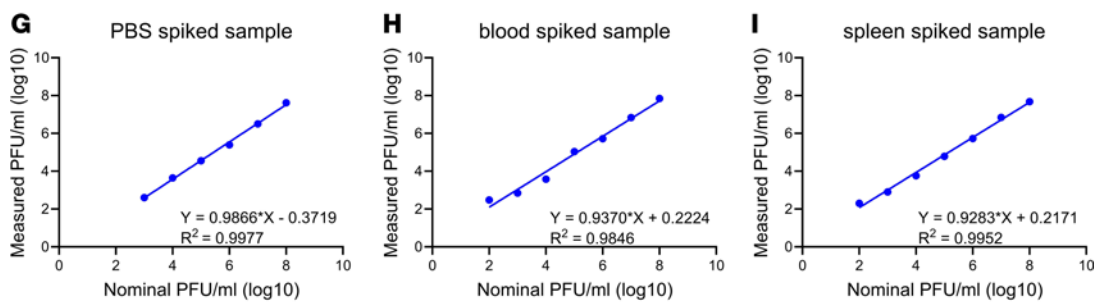 G
PBS spiked sample
Measured PFU/ml (log10)
10
8
6
4
2
0
Y = 0.9866*X - 0.3719
R² = 0.9977
0 2 4 6 8 10
Nominal PFU/ml (log10)
H
blood spiked sample
Measured PFU/ml (log10)
10
8
6
4
2
0
Y = 0.9370*X + 0.2224
R² = 0.9846
0 2 4 6 8 10
Nominal PFU/ml (log10)
I
spleen spiked sample
Measured PFU/ml (log10)
10
8
6
4
2
0
Y = 0.9283*X + 0.2171
R² = 0.9952
0 2 4 6 8 10
Nominal PFU/ml (log10)